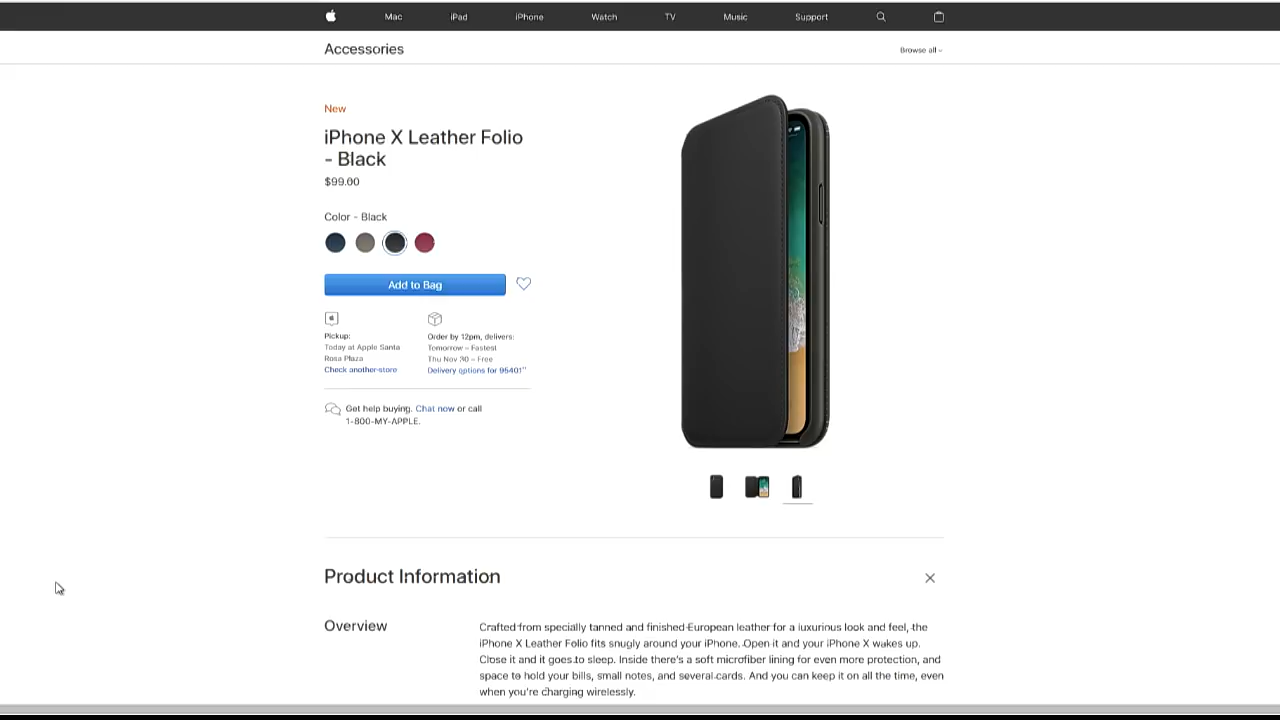 Mac iPad iPhone Watch TV Music Support
Accessories
Browse all
New
iPhone X Leather Folio
- Black
$99.00
Color - Black
Add to Bag
Pickup:
Today at Apple Santa
Rosa Plaza
Check another store
Order by 12pm, delivers:
Tomorrow – Fastest
Thu Nov 30 – Free
Delivery options for 95401**
Get help buying. Chat now or call
1-800-MY-APPLE.
Product Information
Overview
Crafted from specially tanned and finished European leather for a luxurious look and feel, the
iPhone X Leather Folio fits snugly around your iPhone. Open it and your iPhone X wakes up.
Close it and it goes to sleep. Inside there's a soft microfiber lining for even more protection, and
space to hold your bills, small notes, and several cards. And you can keep it on all the time, even
when you're charging wirelessly.